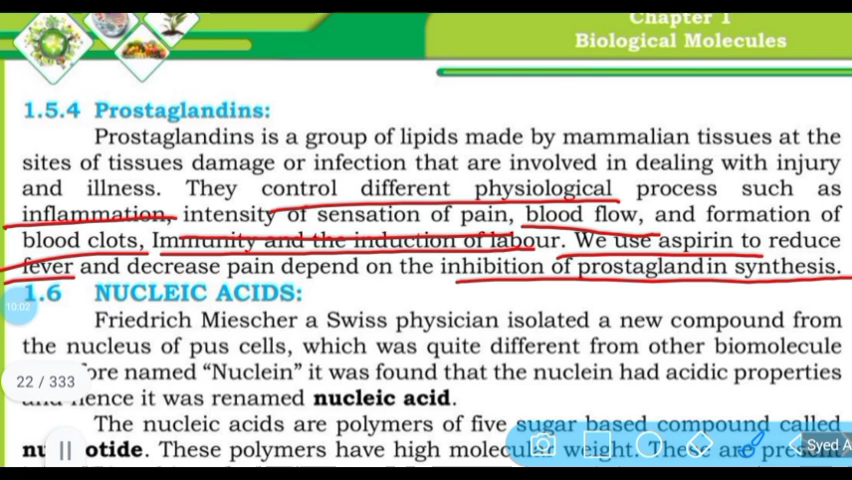 Chapter 1
Biological Molecules
1.5.4 Prostaglandins:
Prostaglandins is a group of lipids made by mammalian tissues at the
sites of tissues damage or infection that are involved in dealing with injury
and illness. They control different physiological process such as
inflammation, intensity of sensation of pain, blood flow, and formation of
blood clots, Immunity and the induction of labour. We use aspirin to reduce
fever and decrease pain depend on the inhibition of prostaglandin synthesis.
1.6 NUCLEIC ACIDS:
10:02
Friedrich Miescher a Swiss physician isolated a new compound from
the nucleus of pus cells, which was quite different from other biomolecule
fore named “Nuclein” it was found that the nuclein had acidic properties
22 / 333
hence it was renamed nucleic acid.
The nucleic acids are polymers of five sugar based compound called
nu otide. These polymers have high molecular weight. These are present
Syed A